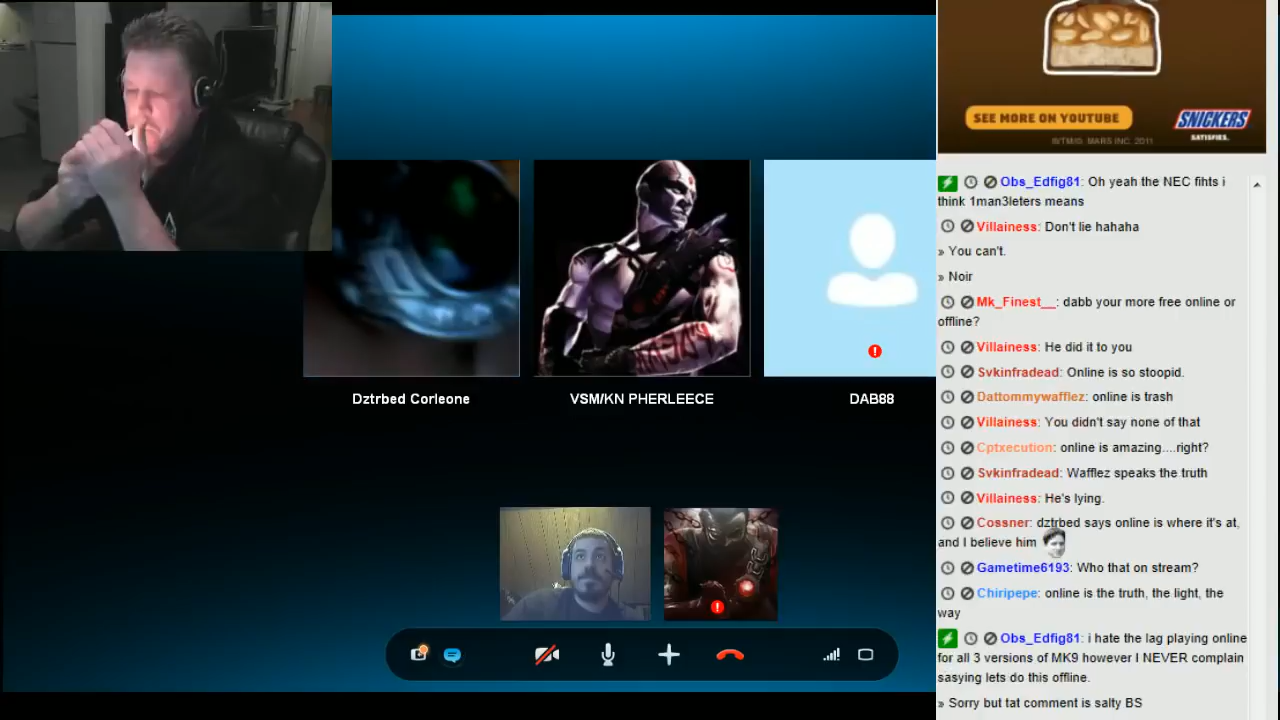 SEE MORE ON YOUTUBE
SNICKERS
SATISFIES.
®/TM/© MARS INC. 2011
Obs_Edfig81: Oh yeah the NEC fihts i
think 1man3leters means
Villainess: Don't lie hahaha
» You can't.
» Noir
Mk_Finest__: dabb your more free online or
offline?
Villainess: He did it to you
Svkinfradead: Online is so stoopid.
Dattommywafflez: online is trash
Villainess: You didn't say none of that
Cptxecution: online is amazing....right?
Svkinfradead: Wafflez speaks the truth
Villainess: He's lying.
Cossner: dztrbed says online is where it's at,
and I believe him
Gametime6193: Who that on stream?
Chiripepe: online is the truth, the light, the
way
Obs_Edfig81: i hate the lag playing online
for all 3 versions of MK9 however I NEVER complain
sasying lets do this offline.
» Sorry but tat comment is salty BS
Dztrbed Corleone
VSM/KN PHERLEECE
DAB88